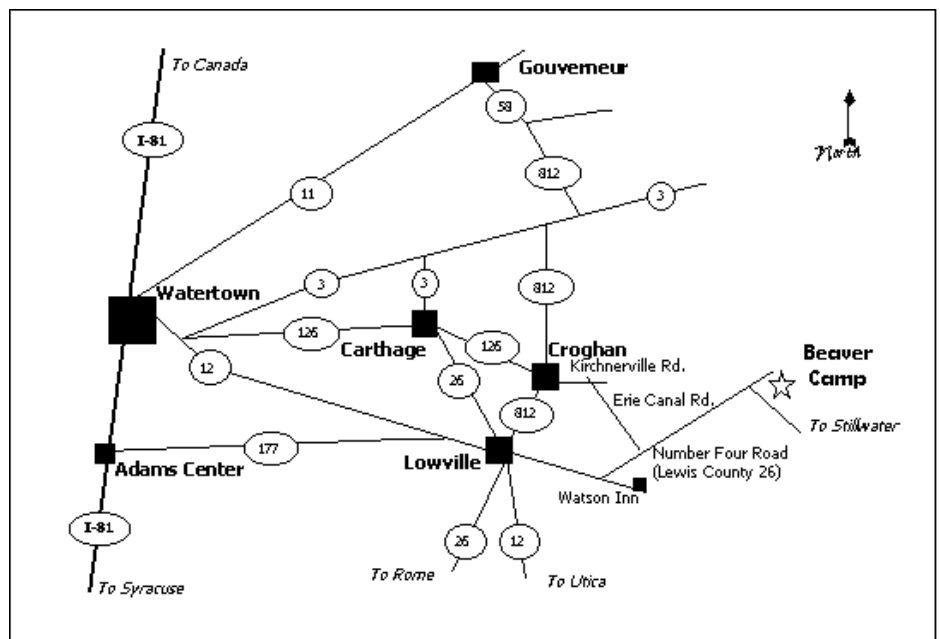 To Canada
Gouverneur
58
I-81
North
812
11
3
812
3
3
Watertown
126
Carthage
126
Croghan
Beaver
Camp
Kirchnerville Rd.
12
26
Erie Canal Rd.
812
To Stillwater
177
Lowville
Number Four Road
(Lewis County 26)
Adams Center
Watson Inn
I-81
26
12
To Rome
To Utica
To Syracuse